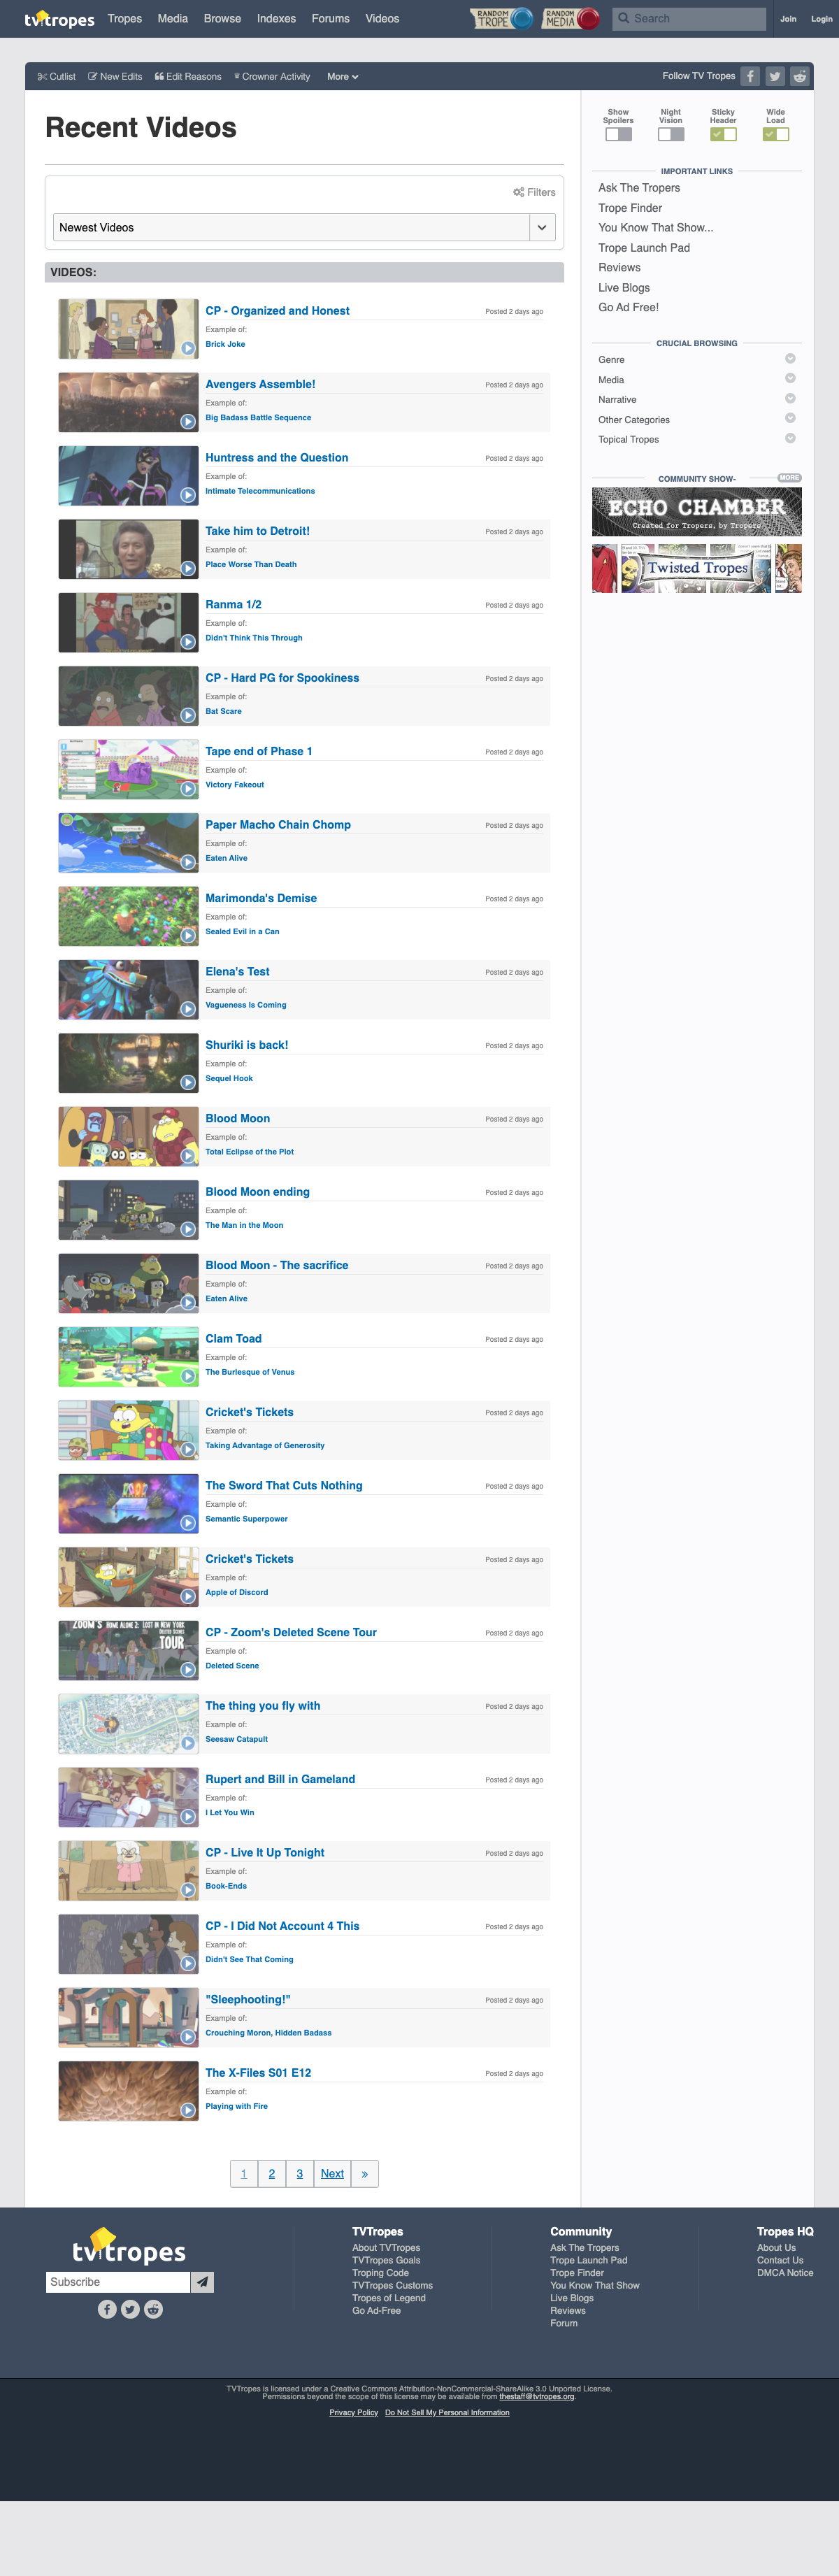 tvtropes Tropes Media Browse Indexes Forums Videos RANDOM TROPE RANDOM MEDIA Search Join Login
Cutlist New Edits Edit Reasons Crowner Activity More Follow TV Tropes
Recent Videos
Filters
Newest Videos
VIDEOS:
CP - Organized and Honest Posted 2 days ago
Example of:
Brick Joke
Avengers Assemble! Posted 2 days ago
Example of:
Big Badass Battle Sequence
Huntress and the Question Posted 2 days ago
Example of:
Intimate Telecommunications
Take him to Detroit! Posted 2 days ago
Example of:
Place Worse Than Death
Ranma 1/2 Posted 2 days ago
Example of:
Didn't Think This Through
CP - Hard PG for Spookiness Posted 2 days ago
Example of:
Bat Scare
Tape end of Phase 1 Posted 2 days ago
Example of:
Victory Fakeout
Paper Macho Chain Chomp Posted 2 days ago
Example of:
Eaten Alive
Marimonda's Demise Posted 2 days ago
Example of:
Sealed Evil in a Can
Elena's Test Posted 2 days ago
Example of:
Vagueness Is Coming
Shuriki is back! Posted 2 days ago
Example of:
Sequel Hook
Blood Moon Posted 2 days ago
Example of:
Total Eclipse of the Plot
Blood Moon ending Posted 2 days ago
Example of:
The Man in the Moon
Blood Moon - The sacrifice Posted 2 days ago
Example of:
Eaten Alive
Clam Toad Posted 2 days ago
Example of:
The Burlesque of Venus
Cricket's Tickets Posted 2 days ago
Example of:
Taking Advantage of Generosity
The Sword That Cuts Nothing Posted 2 days ago
Example of:
Semantic Superpower
Cricket's Tickets Posted 2 days ago
Example of:
Apple of Discord
ZOOM'S HOME ALONE 2: LOST IN NEW YORK
DELETED SCENES
TOUR
CP - Zoom's Deleted Scene Tour Posted 2 days ago
Example of:
Deleted Scene
The thing you fly with Posted 2 days ago
Example of:
Seesaw Catapult
Rupert and Bill in Gameland Posted 2 days ago
Example of:
I Let You Win
CP - Live It Up Tonight Posted 2 days ago
Example of:
Book-Ends
CP - I Did Not Account 4 This Posted 2 days ago
Example of:
Didn't See That Coming
"Sleephooting!" Posted 2 days ago
Example of:
Crouching Moron, Hidden Badass
The X-Files S01 E12 Posted 2 days ago
Example of:
Playing with Fire
1 2 3 Next »
Show Spoilers
Night Vision
Sticky Header
Wide Load
IMPORTANT LINKS
Ask The Tropers
Trope Finder
You Know That Show...
Trope Launch Pad
Reviews
Live Blogs
Go Ad Free!
CRUCIAL BROWSING
Genre
Media
Narrative
Other Categories
Topical Tropes
COMMUNITY SHOW- MORE
ECHO CHAMBER
Created for Tropers, by Tropers
Twisted Tropes
tvtropes
Subscribe
TVTropes
About TVTropes
TVTropes Goals
Troping Code
TVTropes Customs
Tropes of Legend
Go Ad-Free
Community
Ask The Tropers
Trope Launch Pad
Trope Finder
You Know That Show
Live Blogs
Reviews
Forum
Tropes HQ
About Us
Contact Us
DMCA Notice
TVTropes is licensed under a Creative Commons Attribution-NonCommercial-ShareAlike 3.0 Unported License.
Permissions beyond the scope of this license may be available from thestaff@tvtropes.org.
Privacy Policy Do Not Sell My Personal Information